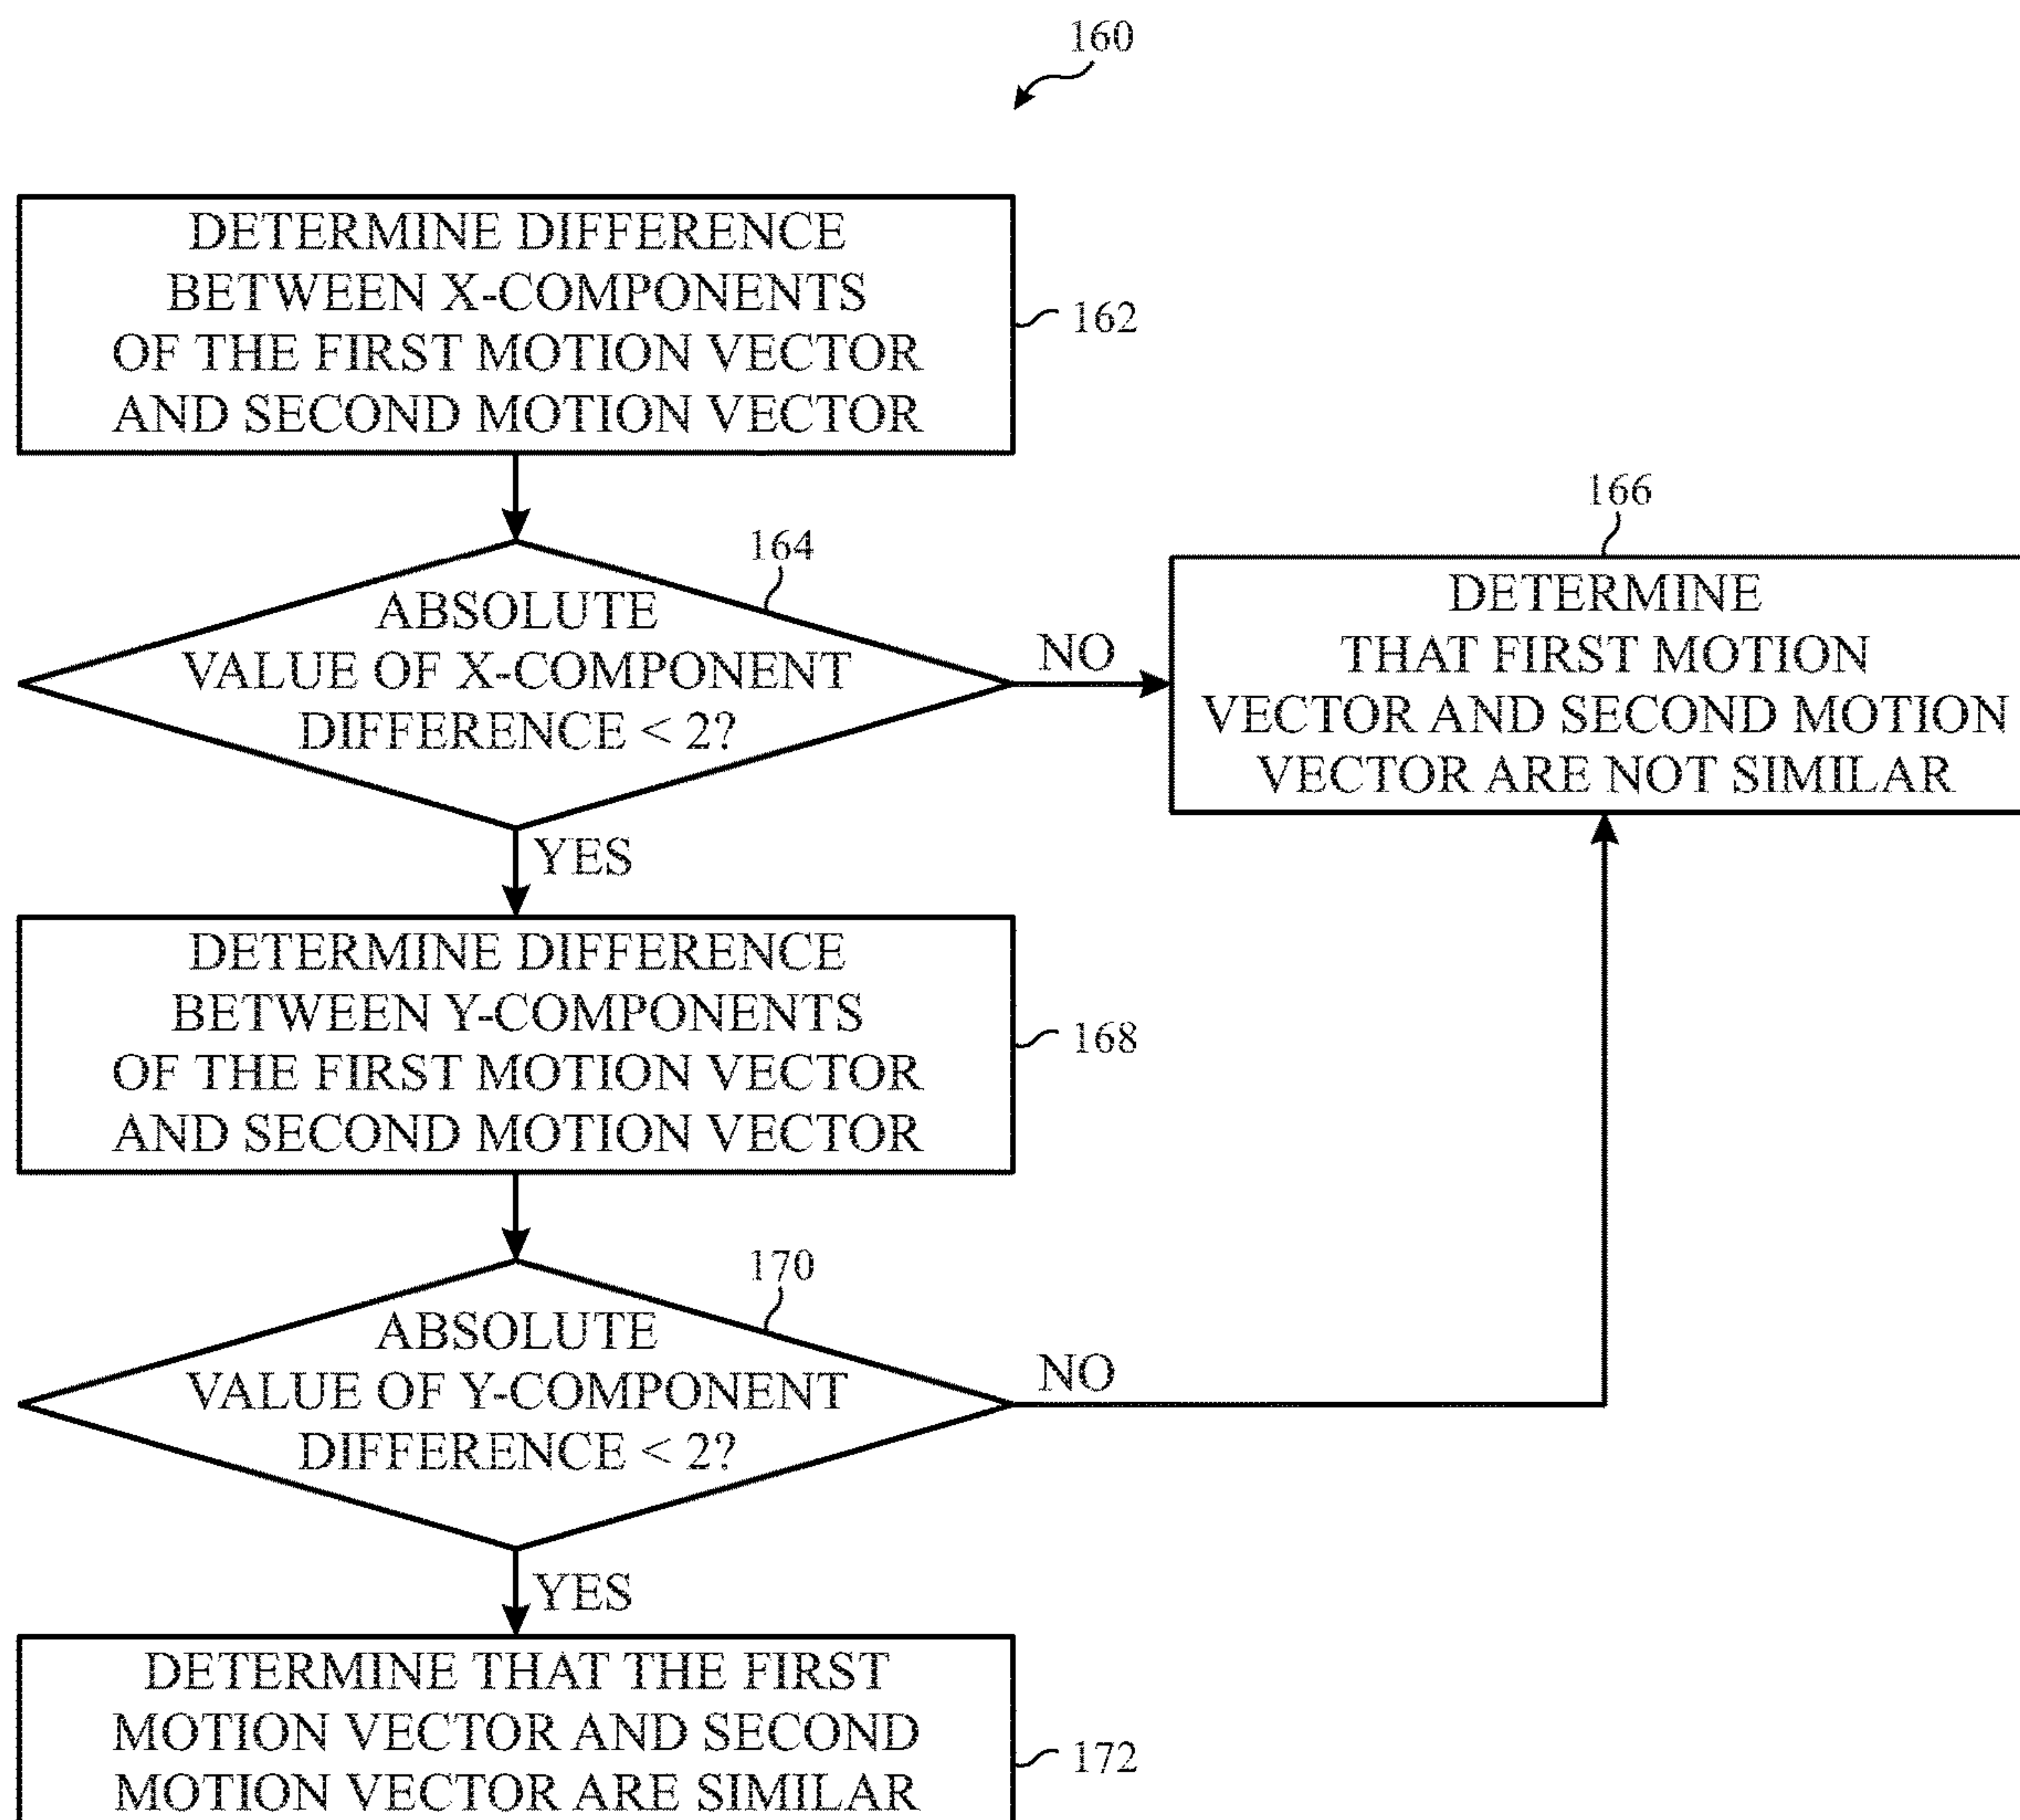 160
DETERMINE DIFFERENCE
BETWEEN X-COMPONENTS
OF THE FIRST MOTION VECTOR
AND SECOND MOTION VECTOR
162
164
ABSOLUTE
VALUE OF X-COMPONENT
DIFFERENCE < 2?
NO
166
DETERMINE
THAT FIRST MOTION
VECTOR AND SECOND MOTION
VECTOR ARE NOT SIMILAR
YES
DETERMINE DIFFERENCE
BETWEEN Y-COMPONENTS
OF THE FIRST MOTION VECTOR
AND SECOND MOTION VECTOR
168
170
ABSOLUTE
VALUE OF Y-COMPONENT
DIFFERENCE < 2?
NO
YES
DETERMINE THAT THE FIRST
MOTION VECTOR AND SECOND
MOTION VECTOR ARE SIMILAR
172